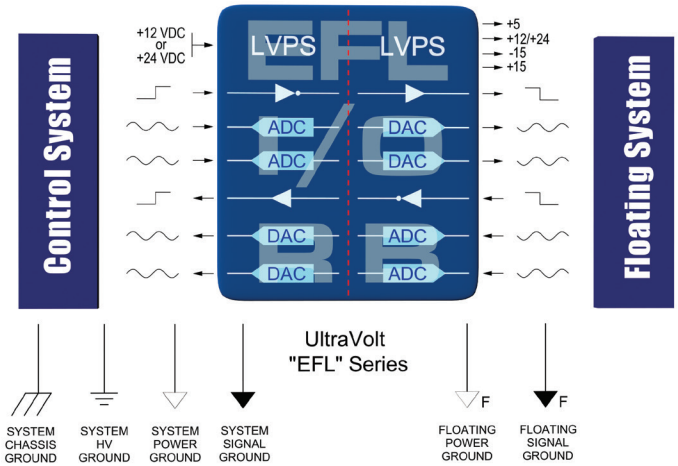 Control System
+12 VDC
or
+24 VDC
EFL
LVPS
LVPS
+5
+12/+24
-15
+15
Floating System
I/O
ADC
DAC
ADC
DAC
BB
DAC
ADC
DAC
ADC
UltraVolt
"EFL" Series
F
F
SYSTEM
CHASSIS
GROUND
SYSTEM
HV
GROUND
SYSTEM
POWER
GROUND
SYSTEM
SIGNAL
GROUND
FLOATING
POWER
GROUND
FLOATING
SIGNAL
GROUND